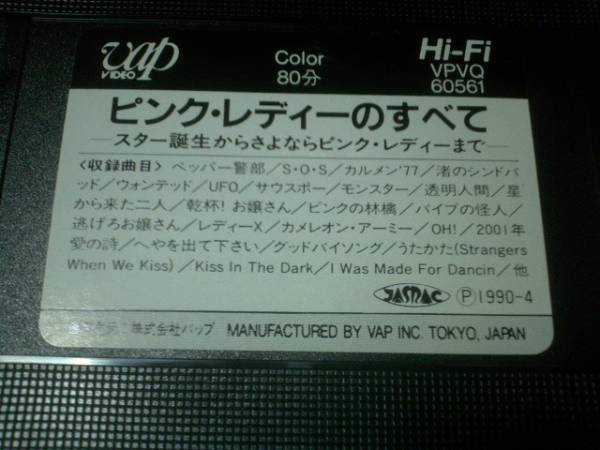 vap
VIDEO
Color
80分
Hi-Fi
VPVQ
60561
ピンク・レディーのすべて
―スター誕生からさよならピンク・レディーまで―
〈収録曲目〉ペッパー警部／S・O・S／カルメン'77／渚のシンドバ
ッド／ウォンテッド／UFO／サウスポー／モンスター／透明人間／星
から来た二人／乾杯! お嬢さん／ピンクの林檎／パイプの怪人／
逃げろお嬢さん／レディーX／カメレオン・アーミー／OH!／2001年
愛の詩／へやを出て下さい／グッドバイソング／うたかた(Strangers
When We Kiss)／Kiss In The Dark／I Was Made For Dancin／他
JASRAC Ⓟ1990-4
株式会社バップ MANUFACTURED BY VAP INC. TOKYO, JAPAN